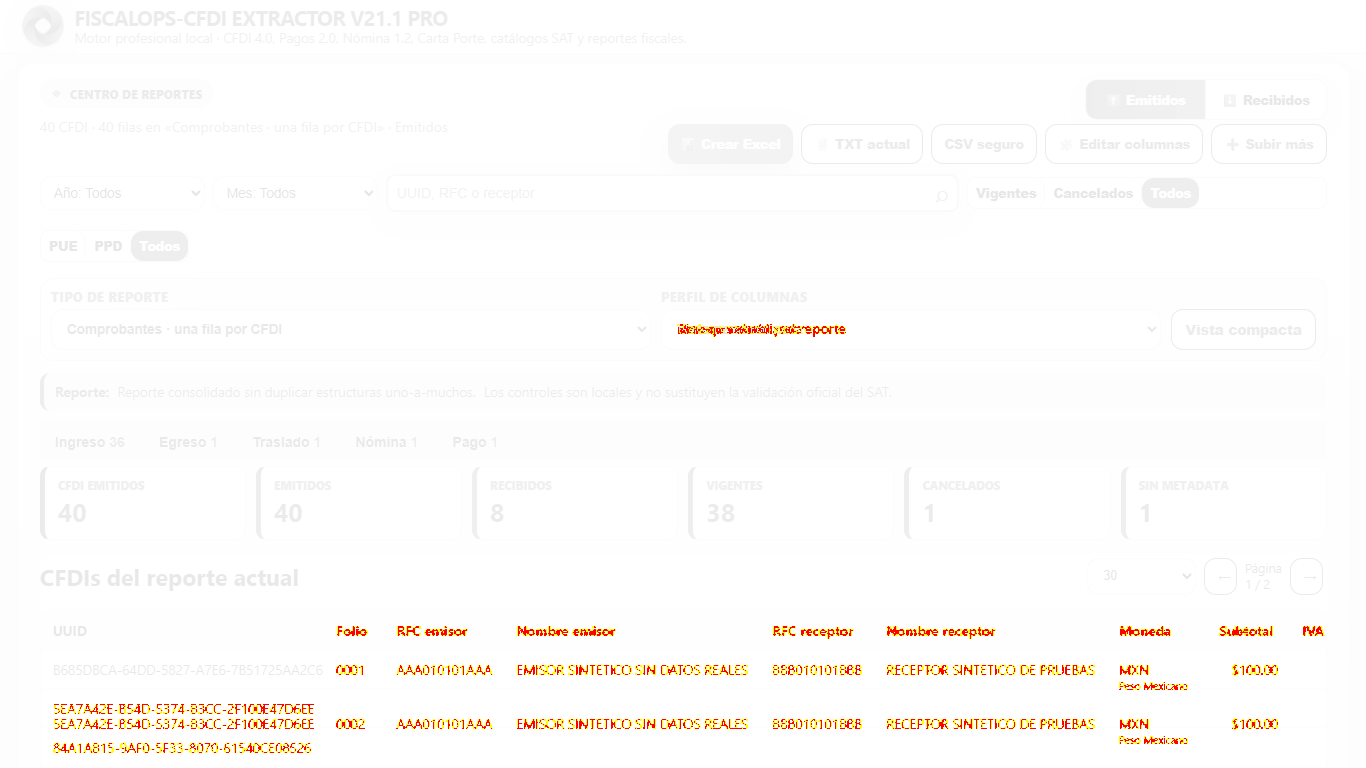 FISCALOPS-CFDI EXTRACTOR V21.1 PRO
Motor profesional local · CFDI 4.0, Pagos 2.0, Nómina 1.2, Carta Porte, catálogos SAT y reportes fiscales.
CENTRO DE REPORTES
Emitidos Recibidos
40 CFDI · 40 filas en «Comprobantes · una fila por CFDI» · Emitidos
Crear Excel TXT actual CSV seguro Editar columnas Subir más
Año: Todos Mes: Todos UUID, RFC o receptor Vigentes Cancelados Todos
PUE PPD Todos
TIPO DE REPORTE PERFIL DE COLUMNAS
Comprobantes · una fila por CFDI reporte Vista compacta
Reporte: Reporte consolidado sin duplicar estructuras uno-a-muchos. Los controles son locales y no sustituyen la validación oficial del SAT.
Ingreso 36 Egreso 1 Traslado 1 Nómina 1 Pago 1
CFDI EMITIDOS EMITIDOS RECIBIDOS VIGENTES CANCELADOS SIN METADATA
40 40 8 38 1 1
CFDIs del reporte actual 30 ← Página 1 / 2 →
UUID Folio RFC emisor Nombre emisor RFC receptor Nombre receptor Moneda Subtotal IVA
B685DBCA-64DD-5827-A7E6-7B51725AA2C6 0001 AAA010101AAA EMISOR SINTETICO SIN DATOS REALES BBB010101BBB RECEPTOR SINTETICO DE PRUEBAS MXN $100.00
Peso Mexicano
5EA7A42E-B54D-5374-83CC-2F100E47D6EE
5EA7A42E-B54D-5374-83CC-2F100E47D6EE 0002 AAA010101AAA EMISOR SINTETICO SIN DATOS REALES BBB010101BBB RECEPTOR SINTETICO DE PRUEBAS MXN $100.00
Peso Mexicano
84A1A815-9AF0-5F33-8070-61540CE08526